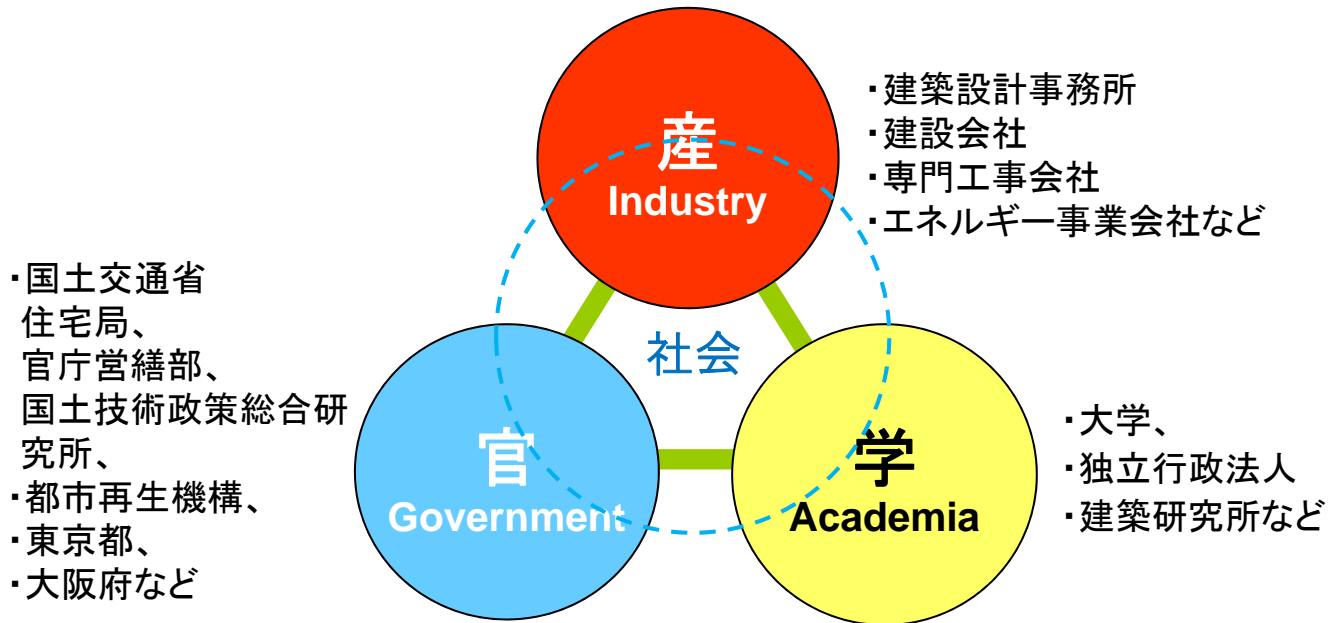 産
Industry
・建築設計事務所
・建設会社
・専門工事会社
・エネルギー事業会社など
・国土交通省
住宅局、
官庁営繕部、
国土技術政策総合研
究所、
・都市再生機構、
・東京都、
・大阪府など
社会
官
Government
学
Academia
・大学、
・独立行政法人
・建築研究所など